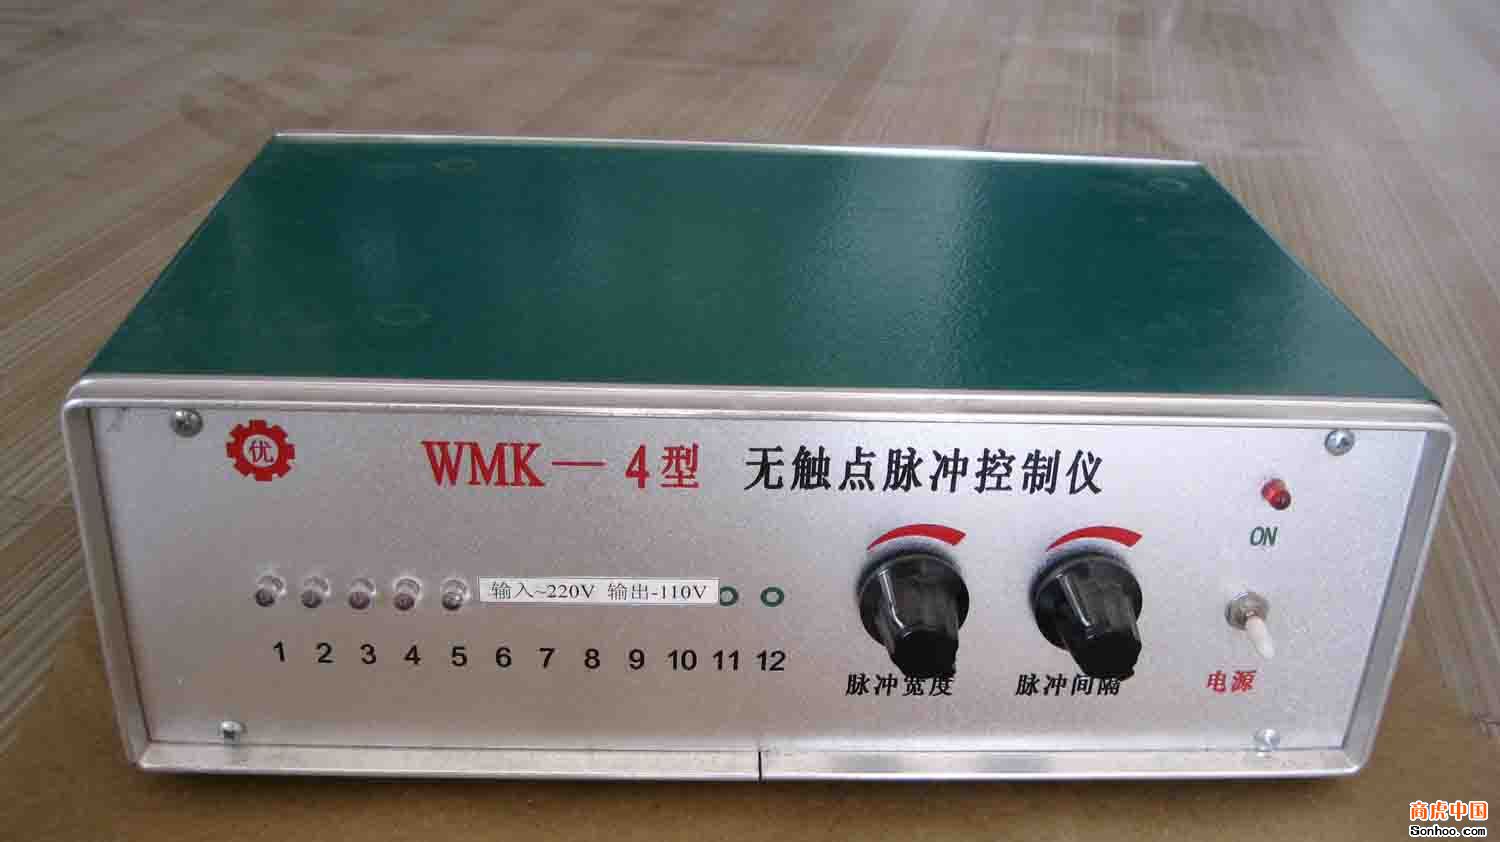 优
WMK—4型 无触点脉冲控制仪
ON
输入~220V 输出-110V
1 2 3 4 5 6 7 8 9 10 11 12
脉冲宽度 脉冲间隔 电源
商虎中国
Sonhoo.com